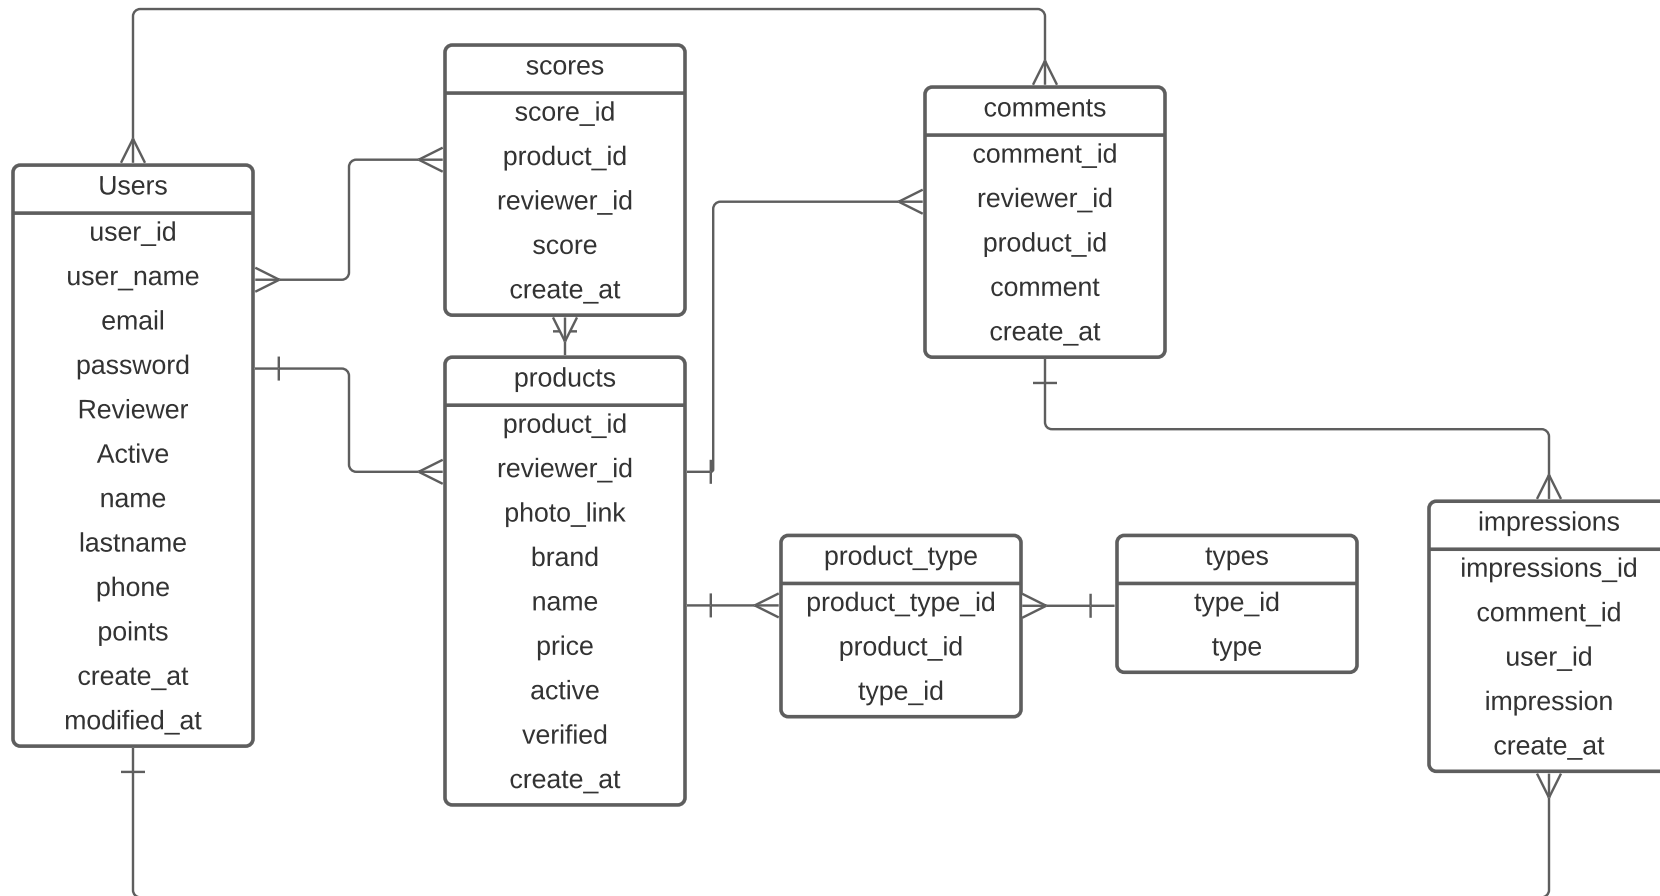 Users
user_id
user_name
email
password
Reviewer
Active
name
lastname
phone
points
create_at
modified_at
scores
score_id
product_id
reviewer_id
score
create_at
products
product_id
reviewer_id
photo_link
brand
name
price
active
verified
create_at
product_type
product_type_id
product_id
type_id
comments
comment_id
reviewer_id
product_id
comment
create_at
types
type_id
type
impressions
impressions_id
comment_id
user_id
impression
create_at